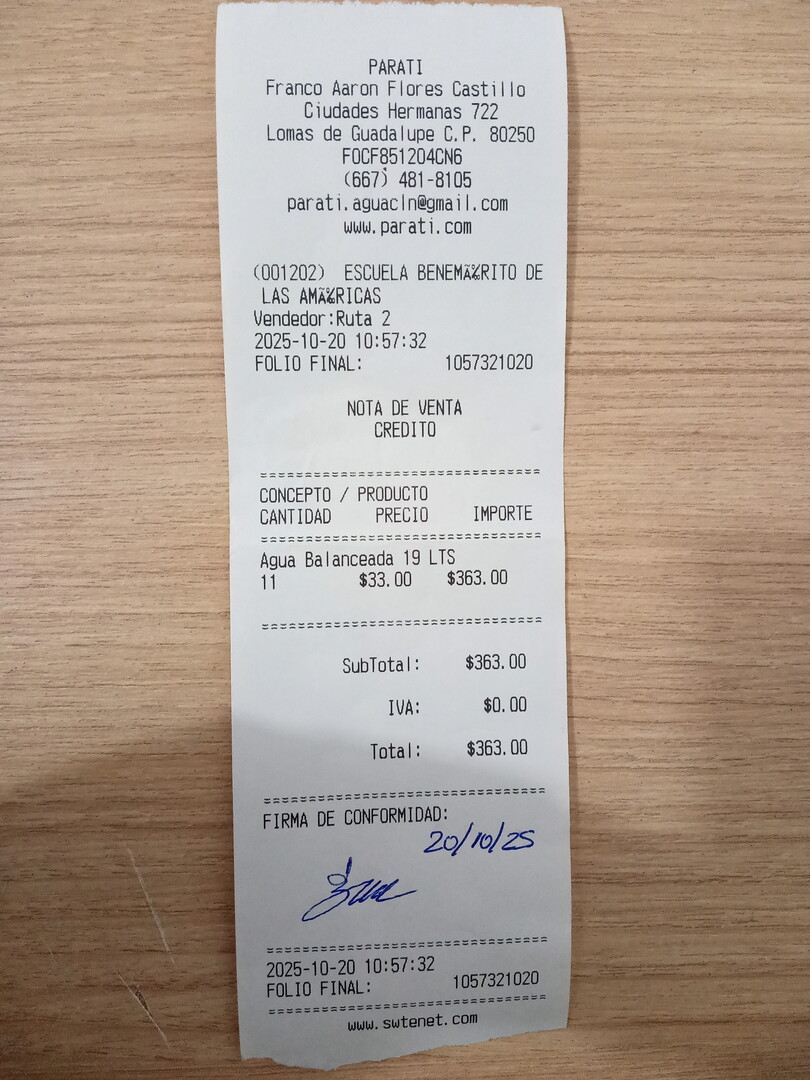 PARATI
Franco Aaron Flores Castillo
Ciudades Hermanas 722
Lomas de Guadalupe C.P. 80250
FOCF851204CN6
(667) 481-8105
parati.aguacln@gmail.com
www.parati.com
(001202) ESCUELA BENEMÃ‰RITO DE
LAS AMÃ‰RICAS
Vendedor:Ruta 2
2025-10-20 10:57:32
FOLIO FINAL: 1057321020
NOTA DE VENTA
CREDITO
==============================
CONCEPTO / PRODUCTO
CANTIDAD PRECIO IMPORTE
==============================
Agua Balanceada 19 LTS
11 $33.00 $363.00
==============================
SubTotal: $363.00
IVA: $0.00
Total: $363.00
==============================
FIRMA DE CONFORMIDAD:
20/10/25
==============================
2025-10-20 10:57:32
FOLIO FINAL: 1057321020
==============================
www.swtenet.com